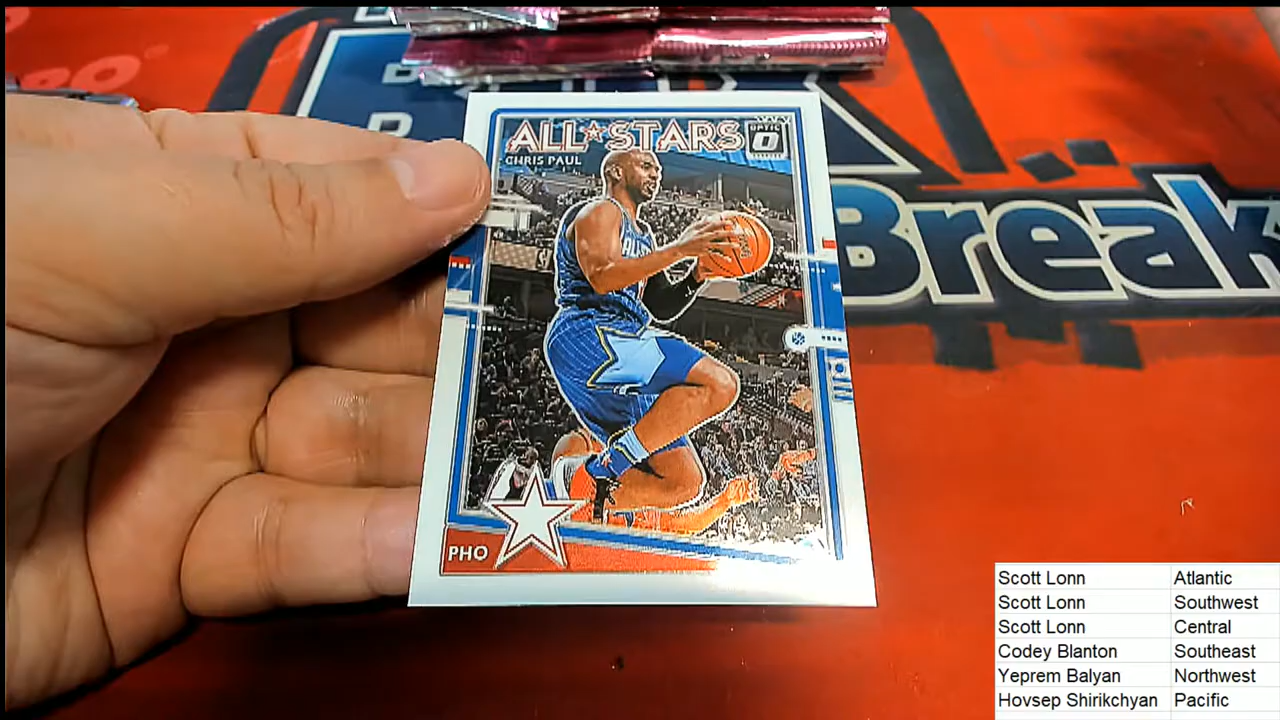 ALL★STARS
OPTIC
CHRIS PAUL
PHO
Break
Scott Lonn Atlantic
Scott Lonn Southwest
Scott Lonn Central
Codey Blanton Southeast
Yeprem Balyan Northwest
Hovsep Shirikchyan Pacific